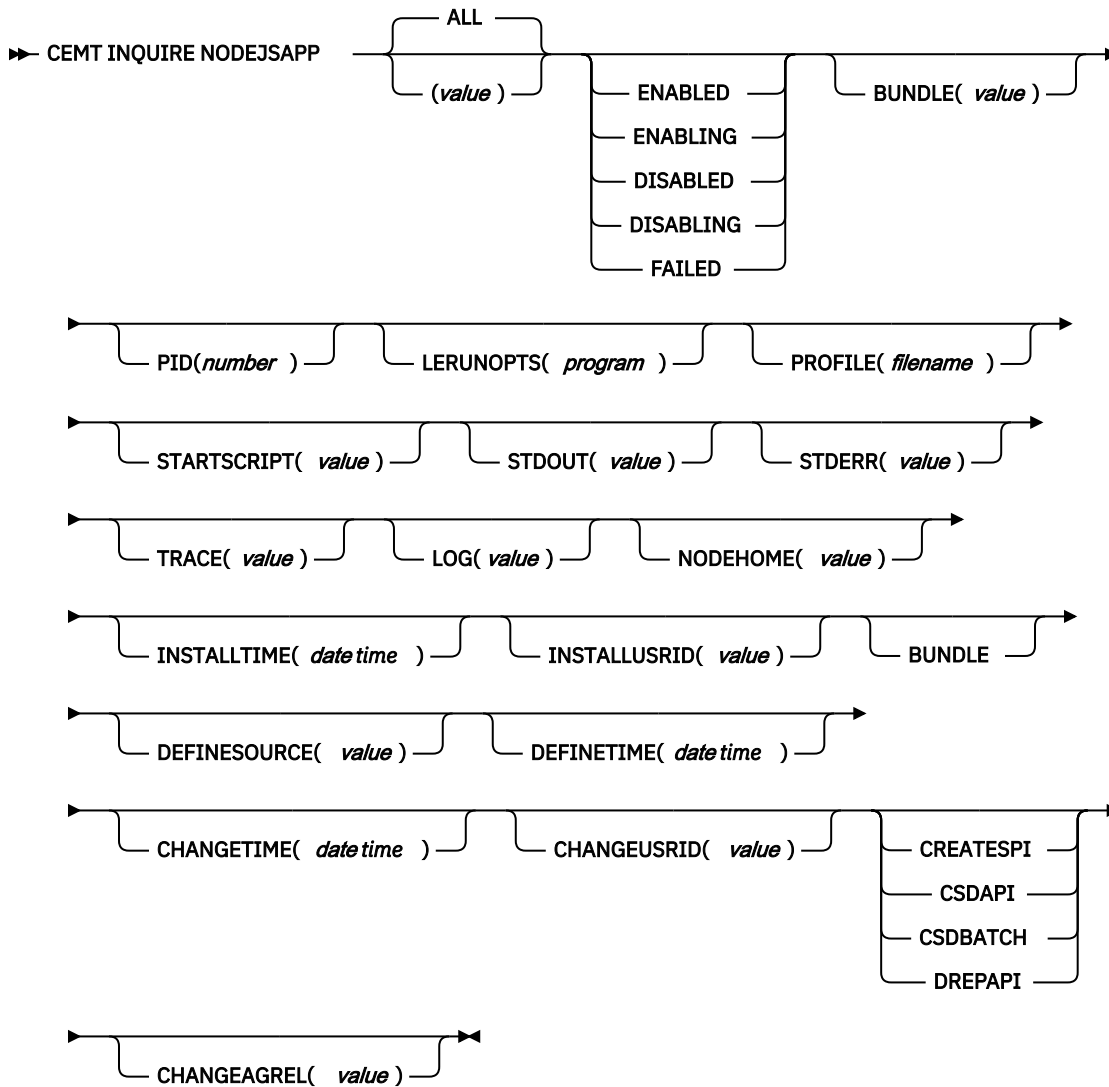 ALL
CEMT INQUIRE NODEJSAPP
(value)
ENABLED
ENABLING
DISABLED
DISABLING
FAILED
BUNDLE( value )
PID(number )
LERUNOPTS( program )
PROFILE( filename )
STARTSCRIPT( value )
STDOUT( value )
STDERR( value )
TRACE( value )
LOG( value )
NODEHOME( value )
INSTALLTIME( date time )
INSTALLUSRID( value )
BUNDLE
DEFINESOURCE( value )
DEFINETIME( date time )
CHANGETIME( date time )
CHANGEUSRID( value )
CREATESPI
CSDAPI
CSDBATCH
DREPAPI
CHANGEAGREL( value )